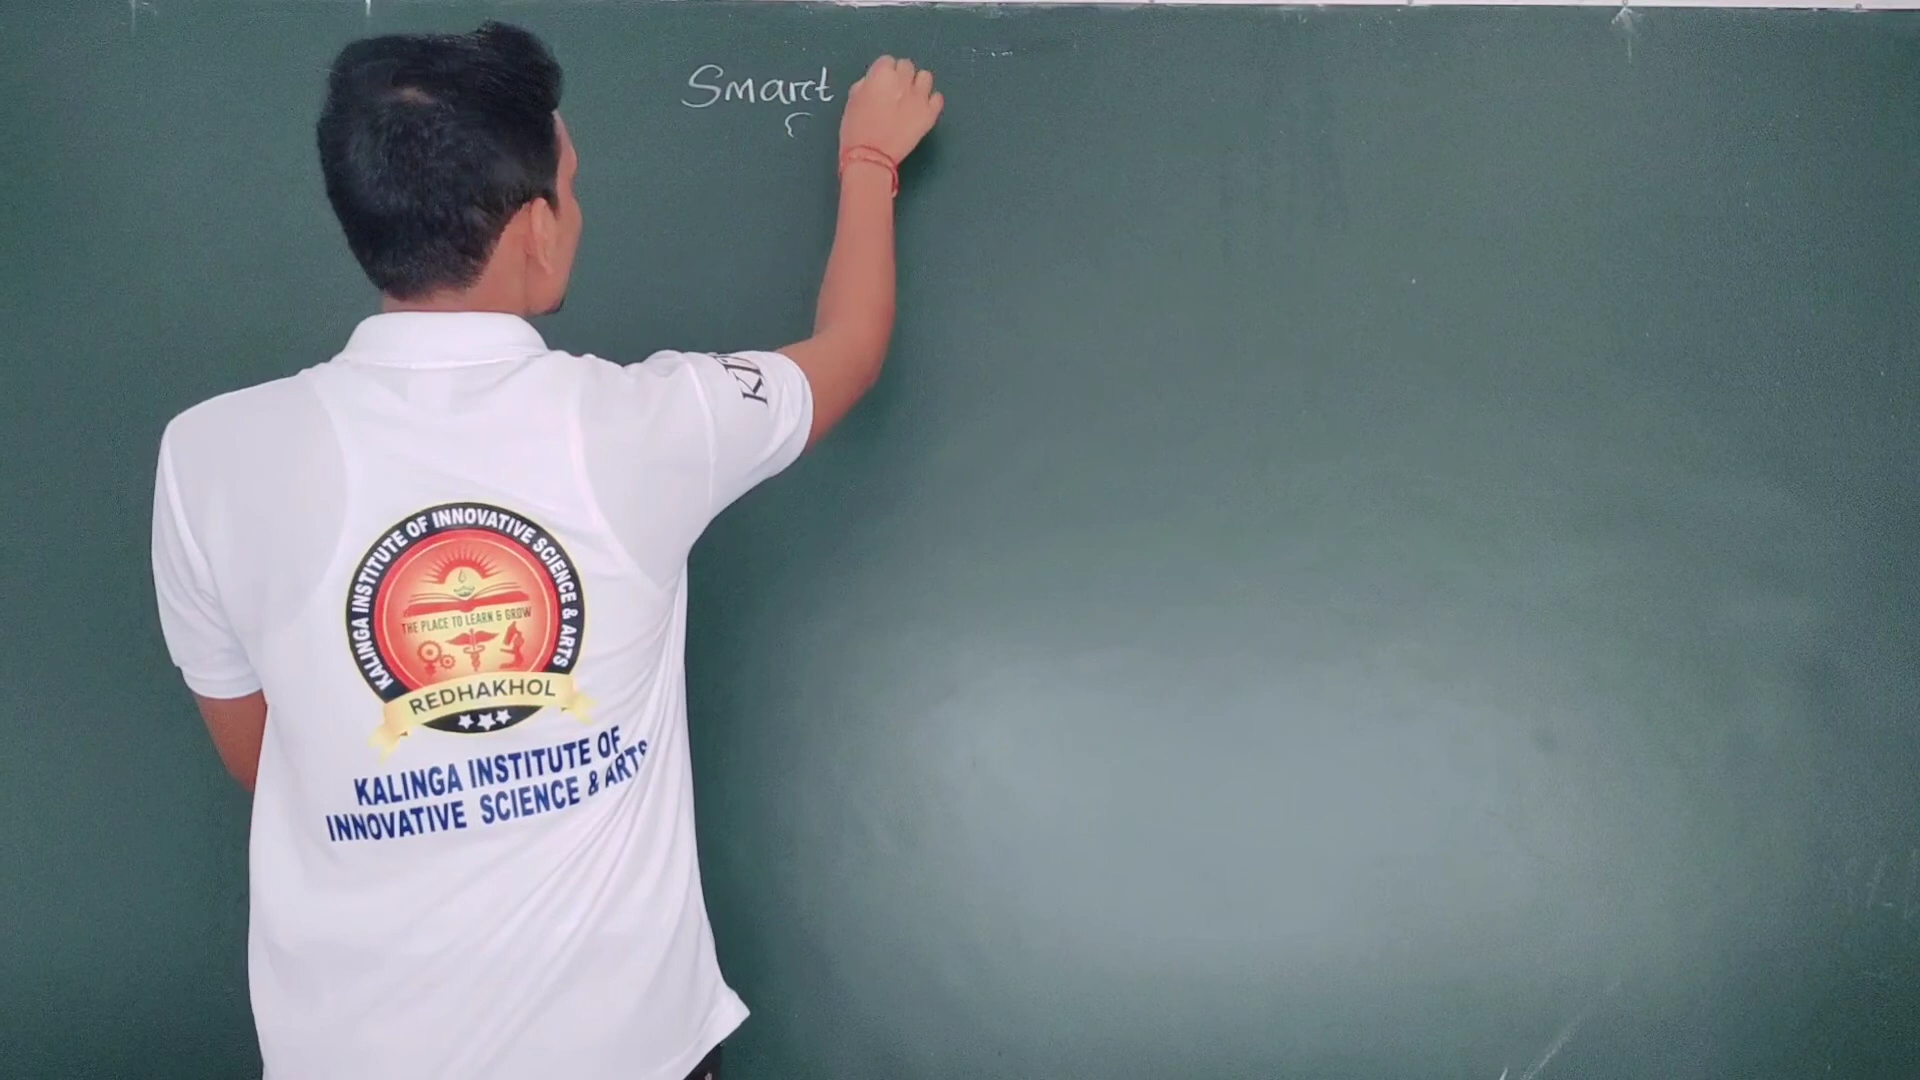 Smart
KII
KALINGA INSTITUTE OF INNOVATIVE SCIENCE & ARTS
THE PLACE TO LEARN & GROW
REDHAKHOL
KALINGA INSTITUTE OF
INNOVATIVE SCIENCE & ARTS